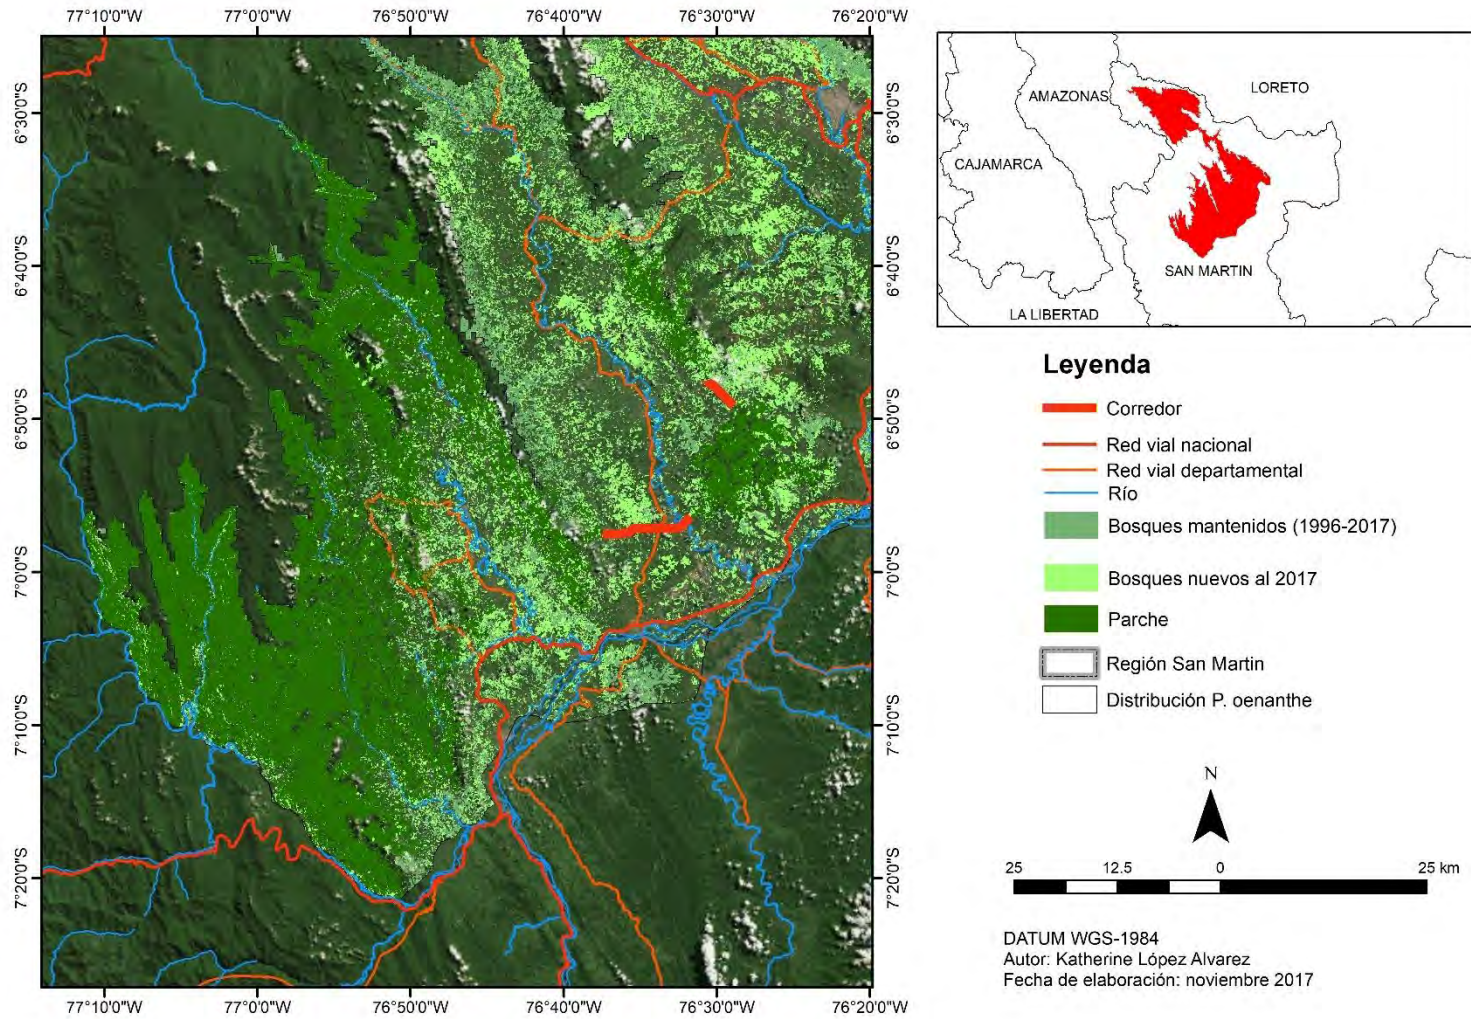 77°10'0"W 77°0'0"W 76°50'0"W 76°40'0"W 76°30'0"W 76°20'0"W
6°30'0"S 6°30'0"S
6°40'0"S 6°40'0"S
6°50'0"S 6°50'0"S
7°0'0"S 7°0'0"S
7°10'0"S 7°10'0"S
7°20'0"S 7°20'0"S
77°10'0"W 77°0'0"W 76°50'0"W 76°40'0"W 76°30'0"W 76°20'0"W
AMAZONAS
LORETO
CAJAMARCA
SAN MARTIN
LA LIBERTAD
Leyenda
Corredor
Red vial nacional
Red vial departamental
Río
Bosques mantenidos (1996-2017)
Bosques nuevos al 2017
Parche
Región San Martin
Distribución P. oenanthe
N
25 12.5 0 25 km
DATUM WGS-1984
Autor: Katherine López Alvarez
Fecha de elaboración: noviembre 2017